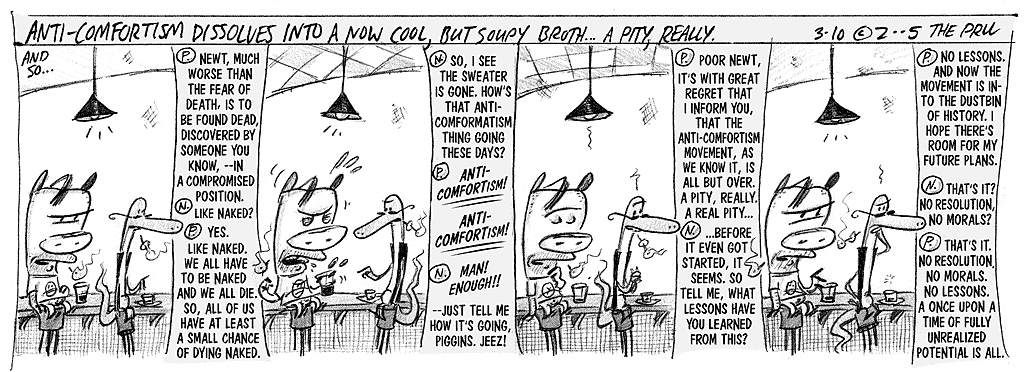 ANTI-COMFORTISM DISSOLVES INTO A NOW COOL, BUT SOUPY BROTH... A PITY, REALLY.
3-10 © 2--5 THE PRU
AND
SO...
P. NEWT, MUCH
WORSE THAN
THE FEAR OF
DEATH, IS TO
BE FOUND DEAD,
DISCOVERED BY
SOMEONE YOU
KNOW, --IN
A COMPROMISED
POSITION.
N. LIKE NAKED?
P. YES.
LIKE NAKED.
WE ALL HAVE
TO BE NAKED
AND WE ALL DIE.
SO, ALL OF US
HAVE AT LEAST
A SMALL CHANCE
OF DYING NAKED.
N. SO, I SEE
THE SWEATER
IS GONE. HOW'S
THAT ANTI-
COMFORMATISM
THING GOING
THESE DAYS?
P. ANTI-
COMFORTISM!
ANTI-
COMFORTISM!
N. MAN!
ENOUGH!!
--JUST TELL ME
HOW IT'S GOING,
PIGGINS. JEEZ!
P. POOR NEWT,
IT'S WITH GREAT
REGRET THAT
I INFORM YOU,
THAT THE
ANTI-COMFORTISM
MOVEMENT, AS
WE KNOW IT, IS
ALL BUT OVER.
A PITY, REALLY.
A REAL PITY...
N. ...BEFORE
IT EVEN GOT
STARTED, IT
SEEMS. SO
TELL ME, WHAT
LESSONS HAVE
YOU LEARNED
FROM THIS?
P. NO LESSONS.
AND NOW THE
MOVEMENT IS IN-
TO THE DUSTBIN
OF HISTORY. I
HOPE THERE'S
ROOM FOR MY
FUTURE PLANS.
N. THAT'S IT?
NO RESOLUTION,
NO MORALS?
P. THAT'S IT.
NO RESOLUTION,
NO MORALS.
NO LESSONS.
A ONCE UPON A
TIME OF FULLY
UNREALIZED
POTENTIAL IS ALL.